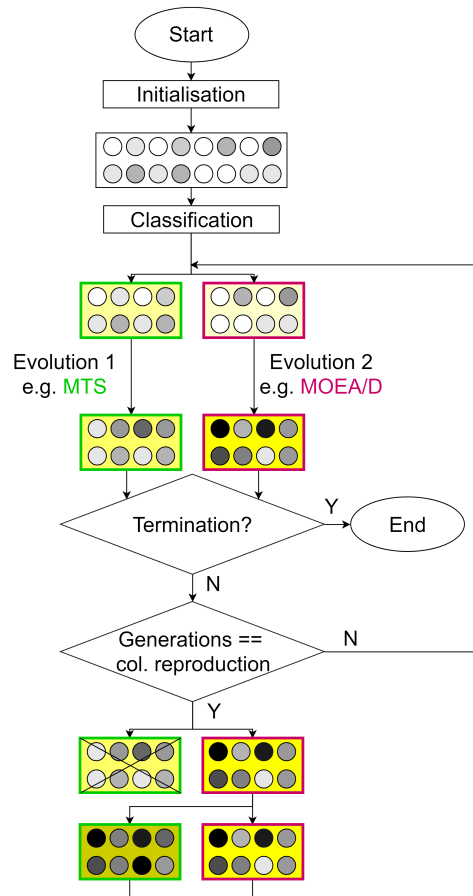 Start
Initialisation
Classification
Evolution 1
e.g. MTS
Evolution 2
e.g. MOEA/D
Termination?
Y
End
N
Generations ==
col. reproduction
N
Y